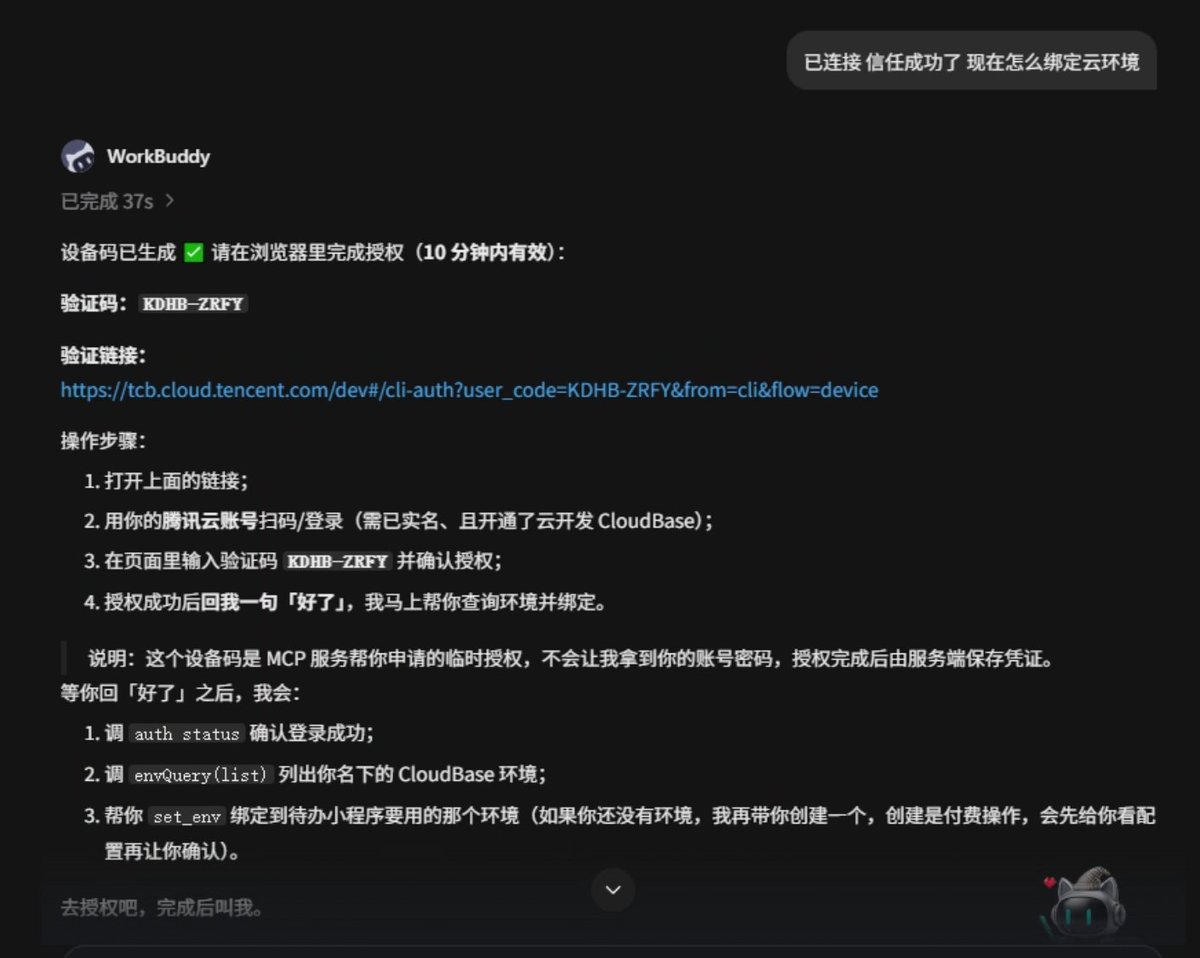 已连接 信任成功了 现在怎么绑定云环境
WorkBuddy
已完成 37s >
设备码已生成 ✅ 请在浏览器里完成授权（10 分钟内有效）：
验证码： KDHB-ZRFY
验证链接：
https://tcb.cloud.tencent.com/dev#/cli-auth?user_code=KDHB-ZRFY&from=cli&flow=device
操作步骤：
1. 打开上面的链接；
2. 用你的腾讯云账号扫码/登录（需已实名、且开通了云开发 CloudBase）；
3. 在页面里输入验证码 KDHB-ZRFY 并确认授权；
4. 授权成功后回我一句「好了」，我马上帮你查询环境并绑定。
说明：这个设备码是 MCP 服务帮你申请的临时授权，不会让我拿到你的账号密码，授权完成后由服务端保存凭证。
等你回「好了」之后，我会：
1. 调 auth status 确认登录成功；
2. 调 envQuery(list) 列出你名下的 CloudBase 环境；
3. 帮你 set_env 绑定到待办小程序要用的那个环境（如果你还没有环境，我再带你创建一个，创建是付费操作，会先给你看配
置再让你确认）。
去授权吧，完成后叫我。